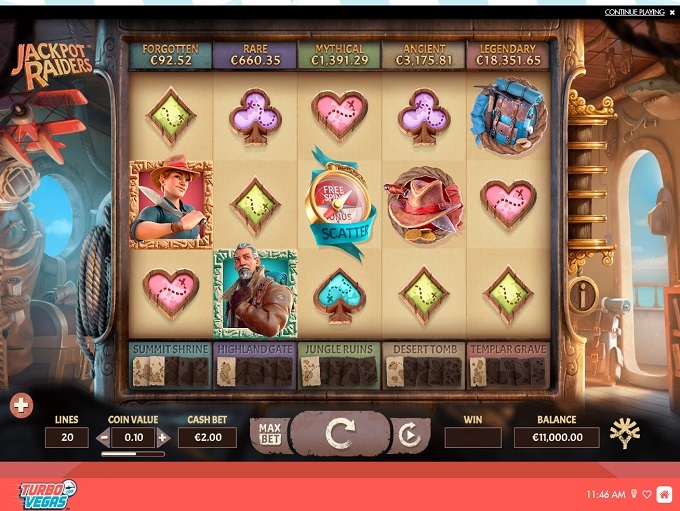 CONTINUE PLAYING ×
JACKPOT
RAIDERS™
FORGOTTEN
€92.52
RARE
€660.35
MYTHICAL
€1,391.29
ANCIENT
€3,175.81
LEGENDARY
€18,351.65
FREE
SPINS
BONUS
SCATTER
SUMMIT SHRINE
HIGHLAND GATE
JUNGLE RUINS
DESERT TOMB
TEMPLAR GRAVE
LINES
20
COIN VALUE
- 0.10 +
CASH BET
€2.00
MAX
BET
WIN
BALANCE
€11,000.00
TURBO
VEGAS
11:46 AM